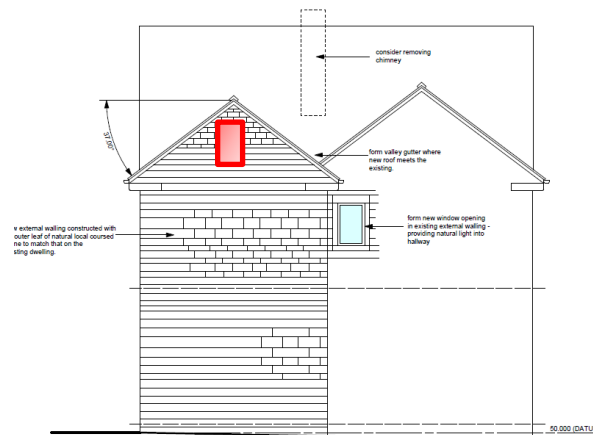 consider removing
chimney
37.00°
form valley gutter where
new roof meets the
existing.
w external walling constructed with
outer leaf of natural local coursed
ne to match that on the
sting dwelling.
form new window opening
in existing external walling -
providing natural light into
hallway
50.000 (DATU